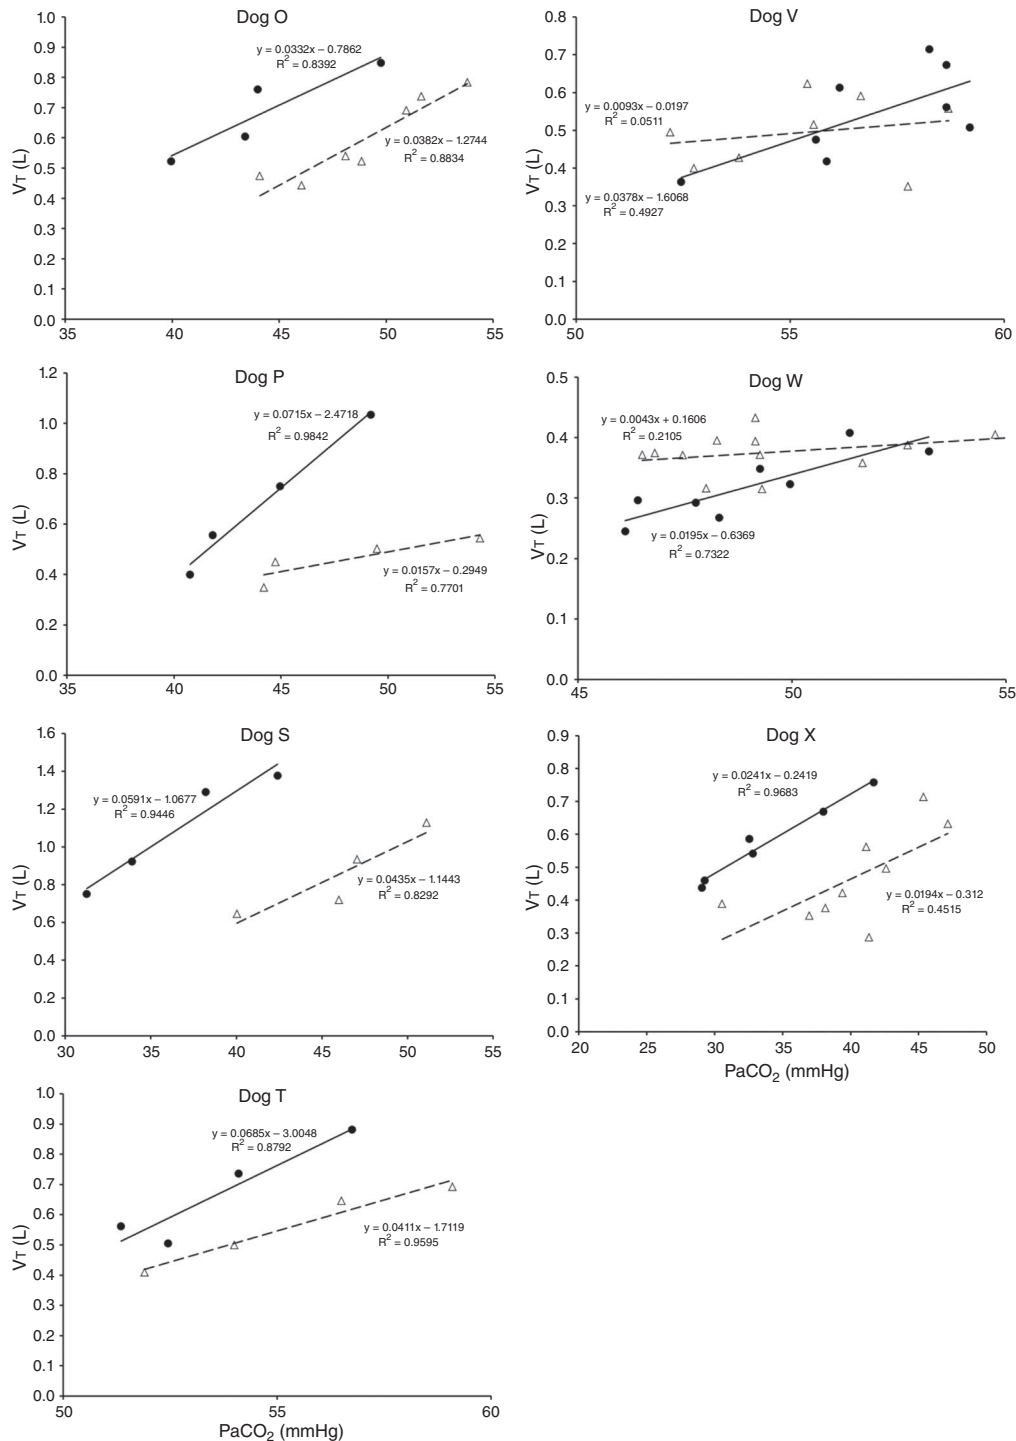 Dog O
1.0
0.9
0.8
0.7
0.6
0.5
0.4
0.3
0.2
0.1
0.0
VT (L)
y = 0.0332x – 0.7862
R2 = 0.8392
y = 0.0382x – 1.2744
R2 = 0.8834
35 40 45 50 55
Dog V
0.8
0.7
0.6
0.5
0.4
0.3
0.2
0.1
0.0
VT (L)
y = 0.0093x – 0.0197
R2 = 0.0511
y = 0.0378x – 1.6068
R2 = 0.4927
50 55 60
Dog P
1.2
1.0
0.8
0.6
0.4
0.2
0.0
VT (L)
y = 0.0715x – 2.4718
R2 = 0.9842
y = 0.0157x – 0.2949
R2 = 0.7701
35 40 45 50 55
Dog W
0.5
0.4
0.3
0.2
0.1
0.0
VT (L)
y = 0.0043x + 0.1606
R2 = 0.2105
y = 0.0195x – 0.6369
R2 = 0.7322
45 50 55
Dog S
1.6
1.4
1.2
1.0
0.8
0.6
0.4
0.2
0.0
VT (L)
y = 0.0591x – 1.0677
R2 = 0.9446
y = 0.0435x – 1.1443
R2 = 0.8292
30 35 40 45 50 55
Dog X
0.9
0.8
0.7
0.6
0.5
0.4
0.3
0.2
0.1
0.0
VT (L)
y = 0.0241x – 0.2419
R2 = 0.9683
y = 0.0194x – 0.312
R2 = 0.4515
20 25 30 35 40 45 50
PaCO2 (mmHg)
Dog T
1.0
0.9
0.8
0.7
0.6
0.5
0.4
0.3
0.2
0.1
0.0
VT (L)
y = 0.0685x – 3.0048
R2 = 0.8792
y = 0.0411x – 1.7119
R2 = 0.9595
50 55 60
PaCO2 (mmHg)